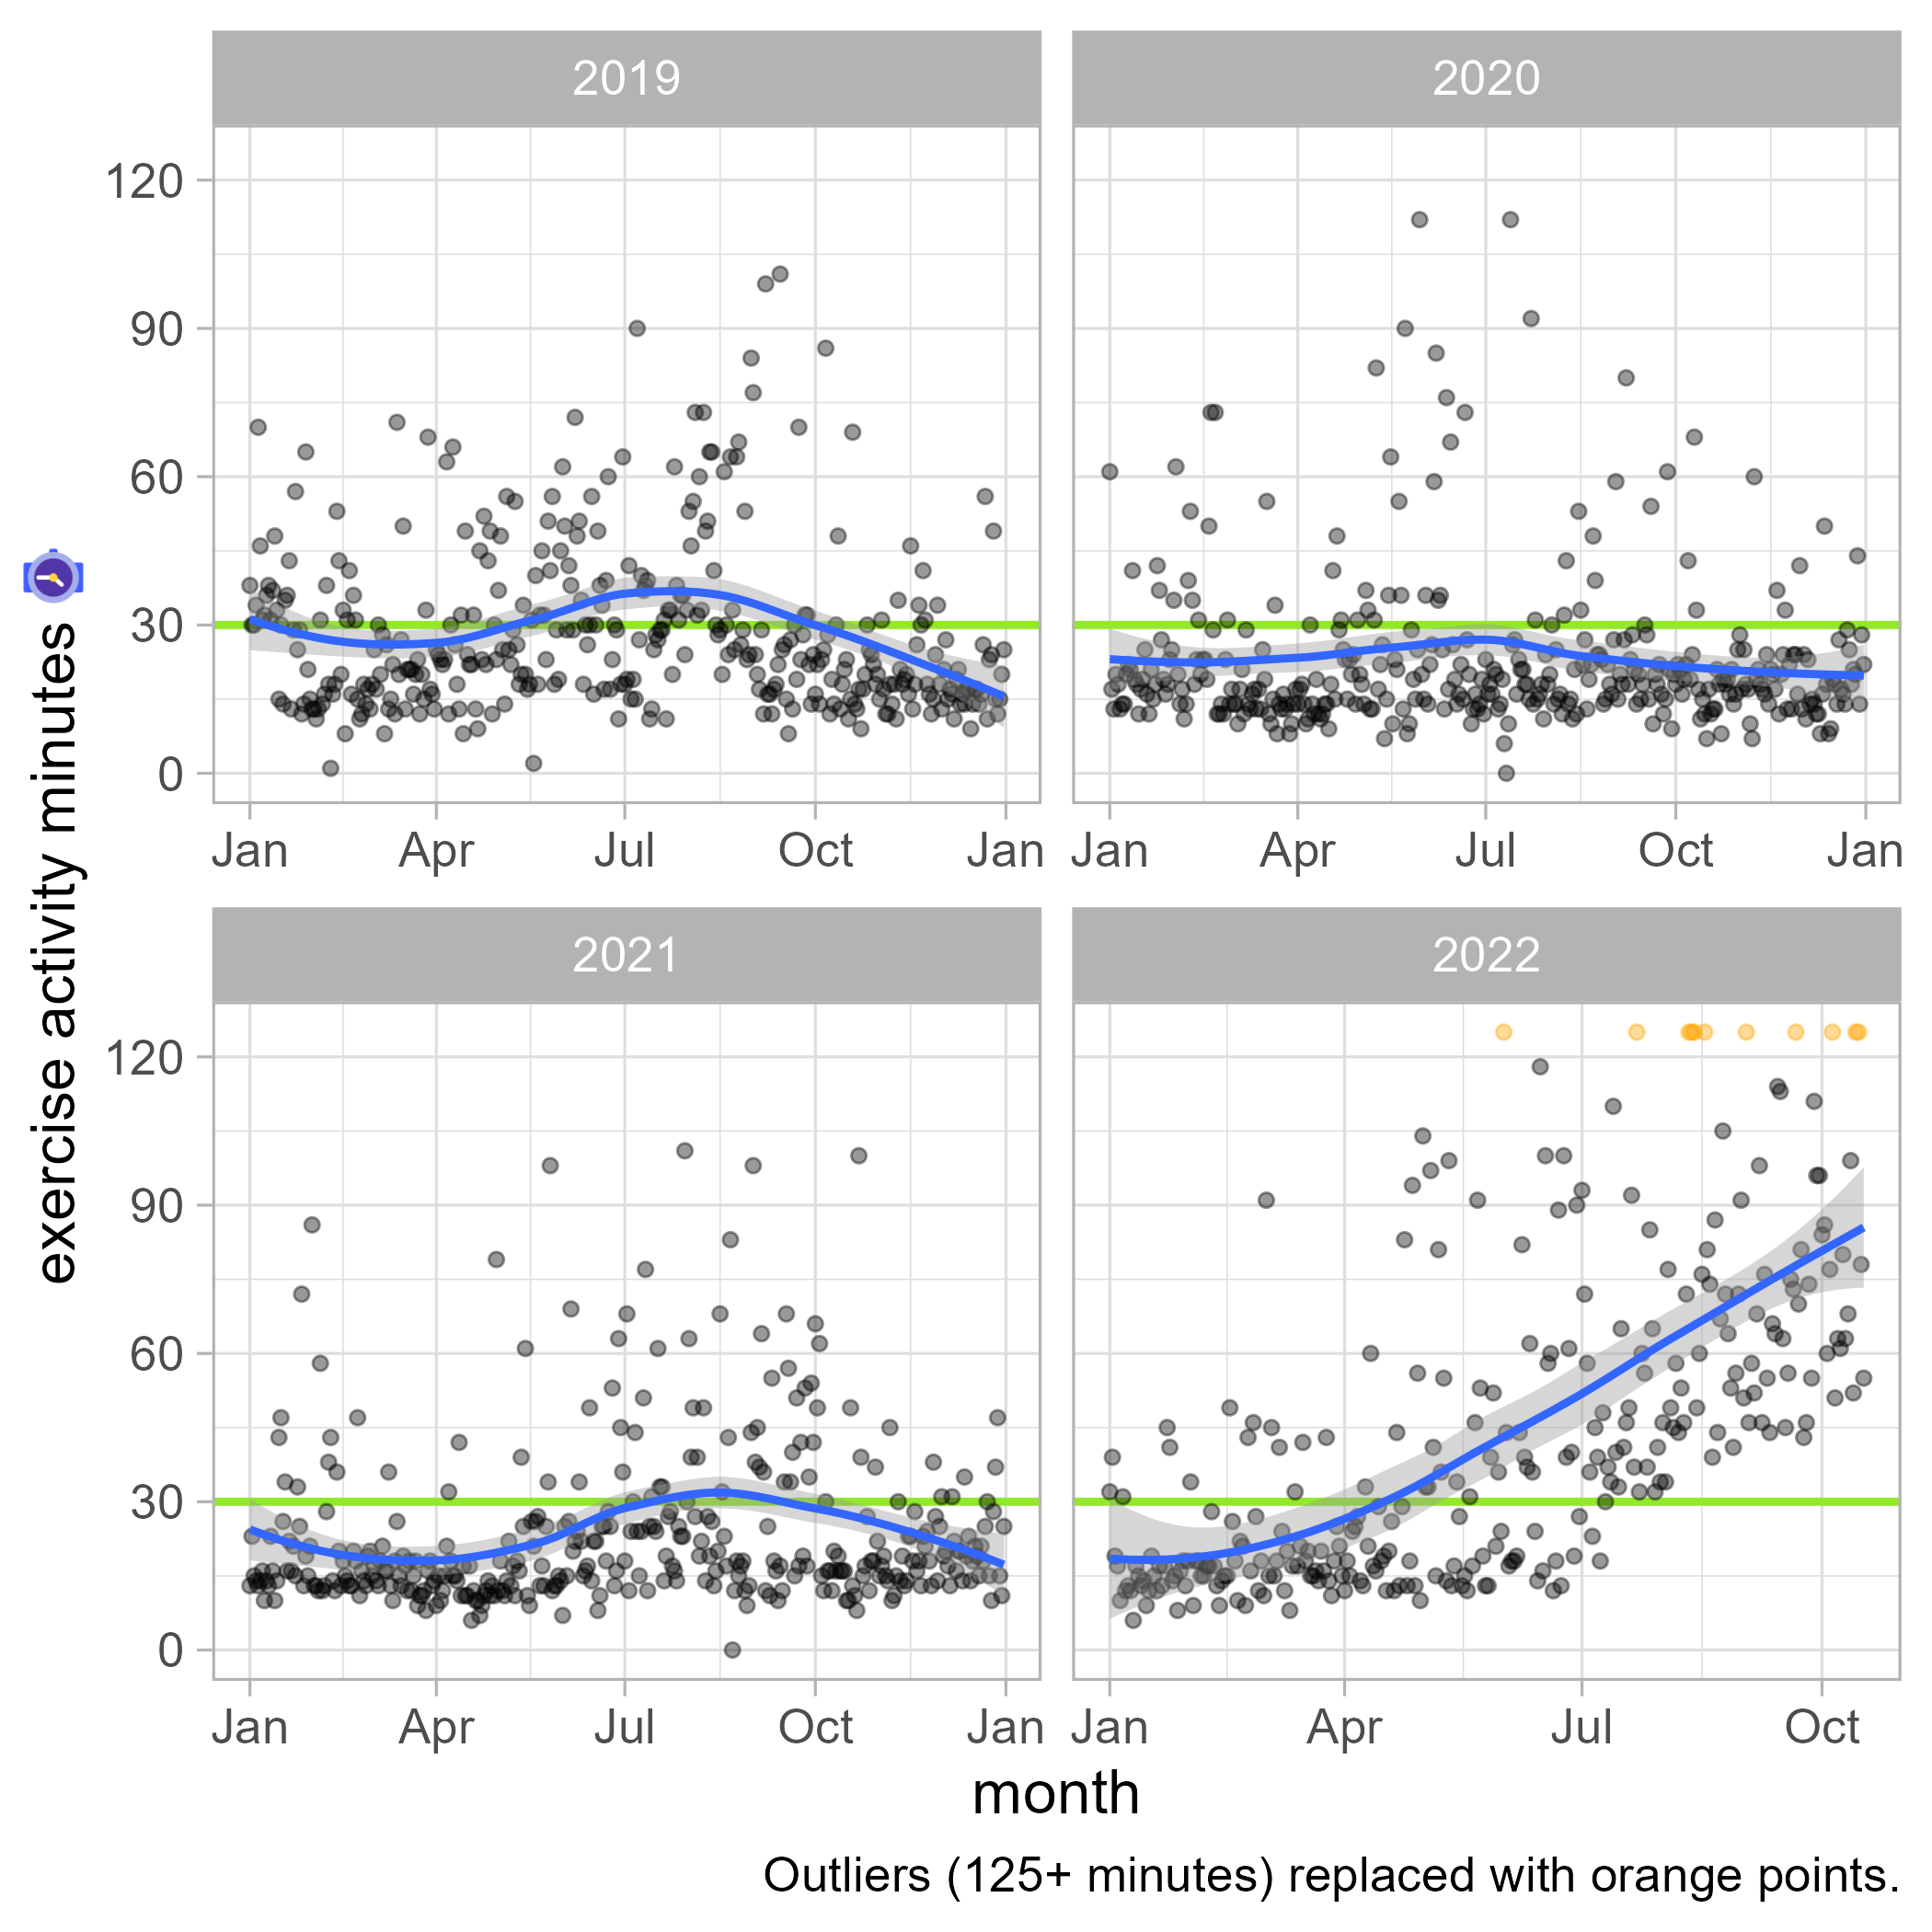 2019 2020
120
90
60
30
0
Jan Apr Jul Oct Jan Jan Apr Jul Oct Jan
exercise activity minutes
2021 2022
120
90
60
30
0
Jan Apr Jul Oct Jan Jan Apr Jul Oct
month
Outliers (125+ minutes) replaced with orange points.